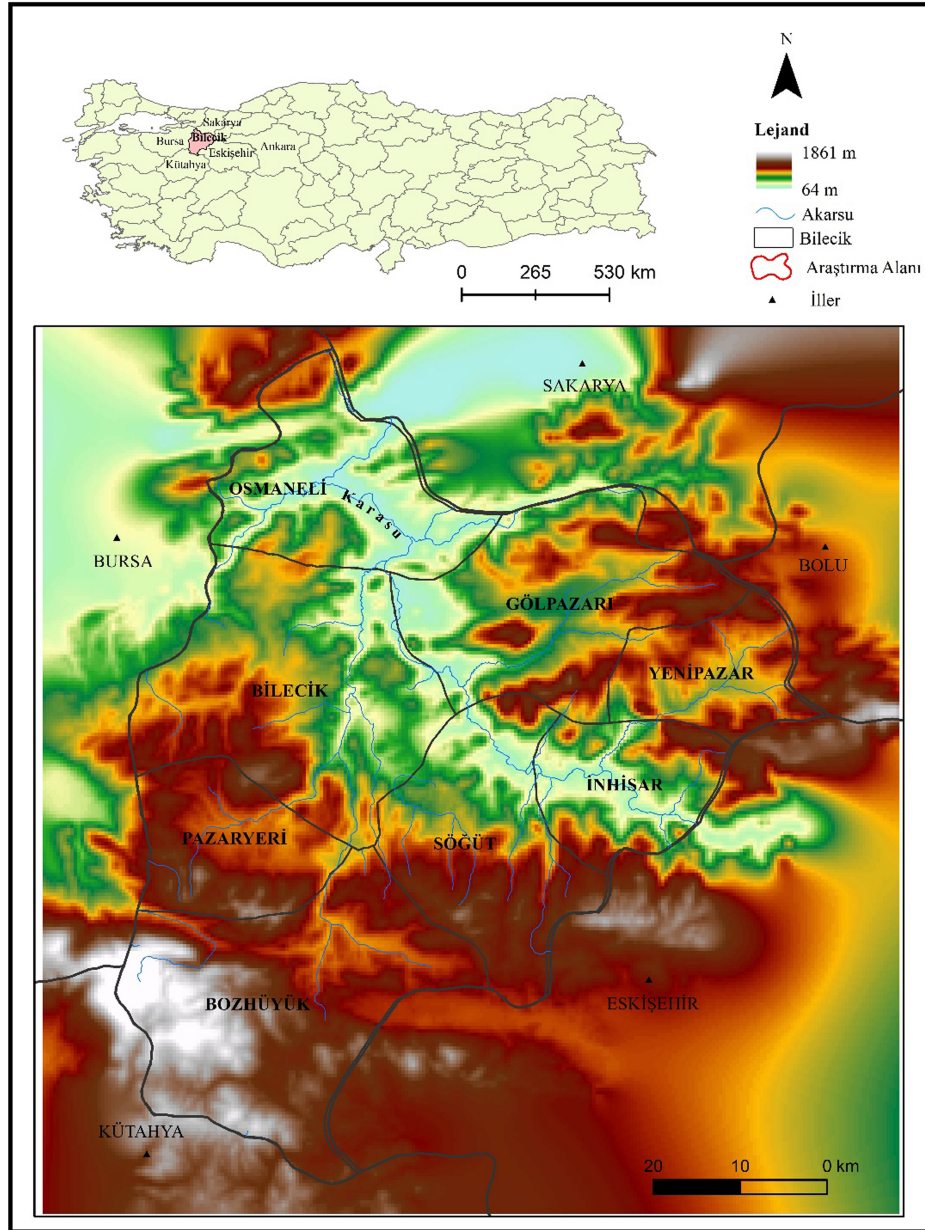 N
Sakarya
Bilecik
Bursa
Ankara
Eskişehir
Kütahya
Lejand
1861 m
64 m
Akarsu
Bilecik
Araştırma Alanı
İller
0 265 530 km
SAKARYA
OSMANELİ
Karasu
BURSA
BOLU
GÖLPAZARI
YENİPAZAR
BİLECİK
İNHİSAR
PAZARYERİ
SÖĞÜT
ESKİŞEHİR
BOZHÜYÜK
KÜTAHYA
20 10 0 km